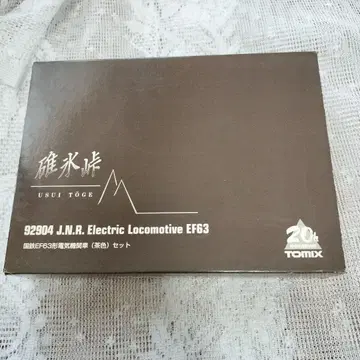 碓氷峠
USUI TŌGE
92904 J.N.R. Electric Locomotive EF63
国鉄EF63形電気機関車(茶色)セット
20th
TOMIX